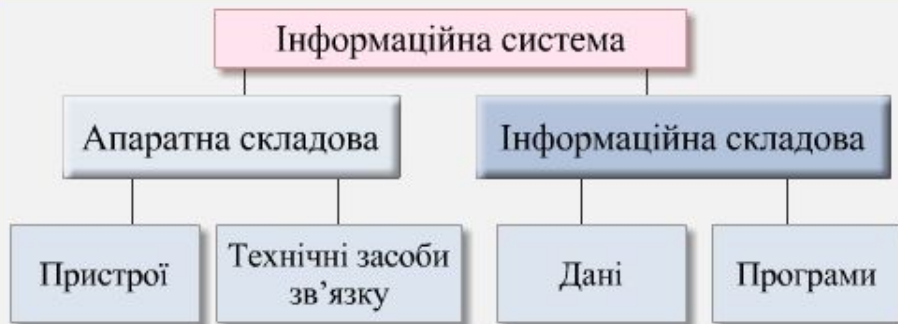 Інформаційна система
Апаратна складова
Інформаційна складова
Пристрої
Технічні засоби
зв’язку
Дані
Програми